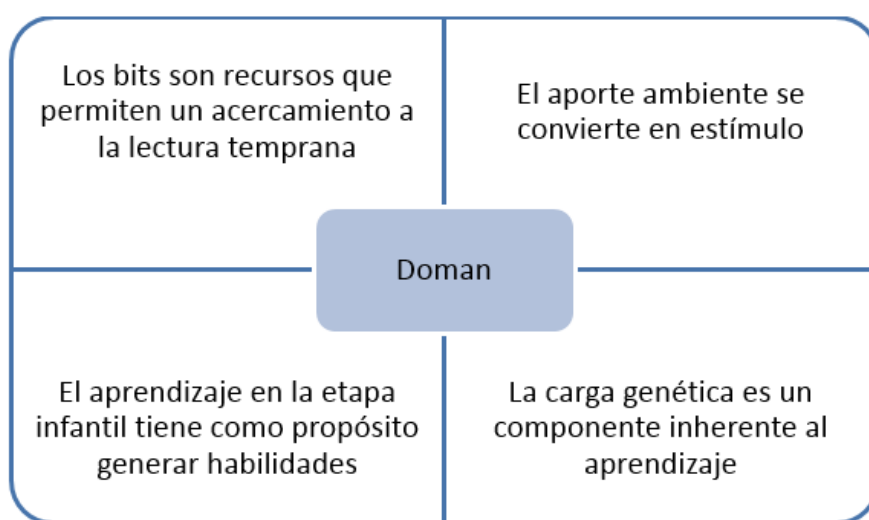 Los bits son recursos que
permiten un acercamiento a
la lectura temprana
El aporte ambiente se
convierte en estímulo
Doman
El aprendizaje en la etapa
infantil tiene como propósito
generar habilidades
La carga genética es un
componente inherente al
aprendizaje